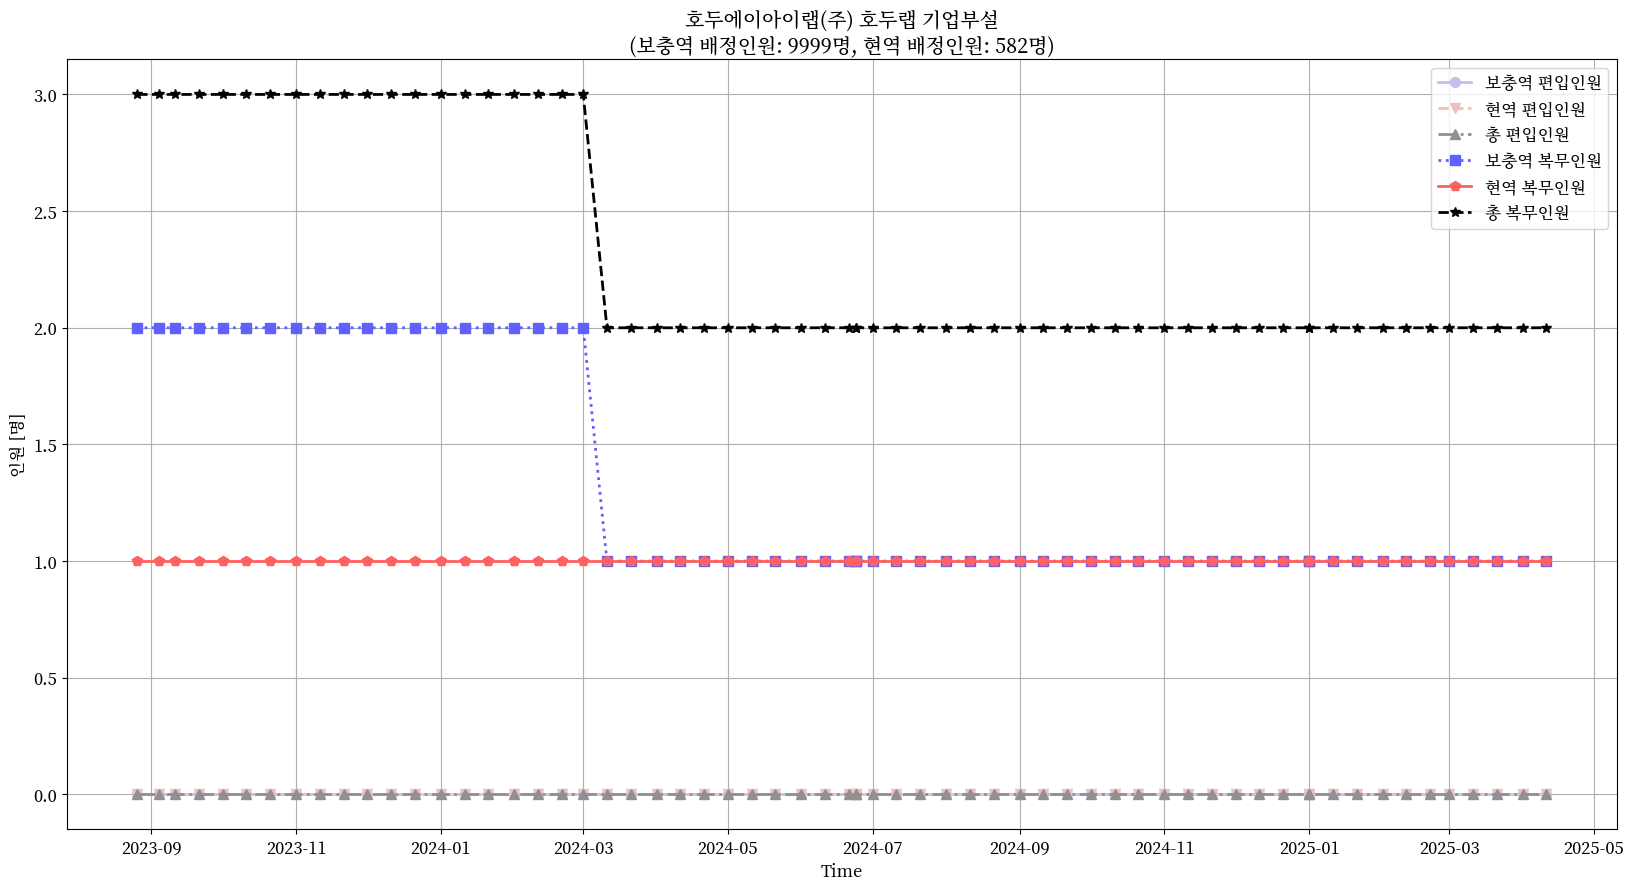 호두에이아이랩(주) 호두랩 기업부설
(보충역 배정인원: 9999명, 현역 배정인원: 582명)
보충역 편입인원
현역 편입인원
총 편입인원
보충역 복무인원
현역 복무인원
총 복무인원
인원 [명]
3.0
2.5
2.0
1.5
1.0
0.5
0.0
2023-09 2023-11 2024-01 2024-03 2024-05 2024-07 2024-09 2024-11 2025-01 2025-03 2025-05
Time